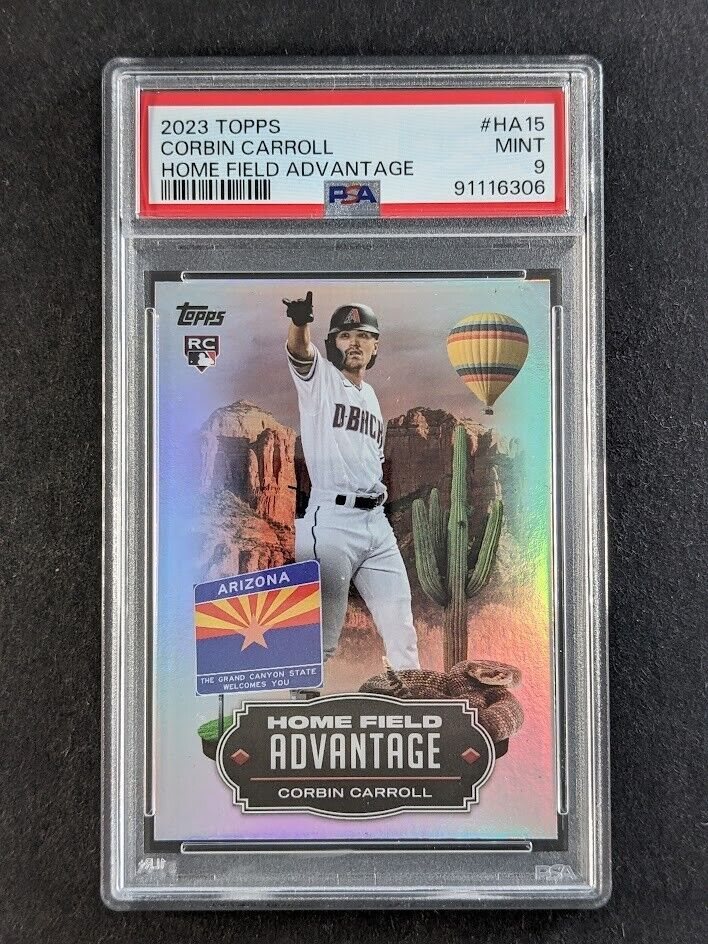 2023 TOPPS #HA15
CORBIN CARROLL MINT
HOME FIELD ADVANTAGE 9
PSA 91116306
Topps
RC
A
D-BACK
ARIZONA
THE GRAND CANYON STATE
WELCOMES YOU
HOME FIELD
ADVANTAGE
CORBIN CARROLL
PSA